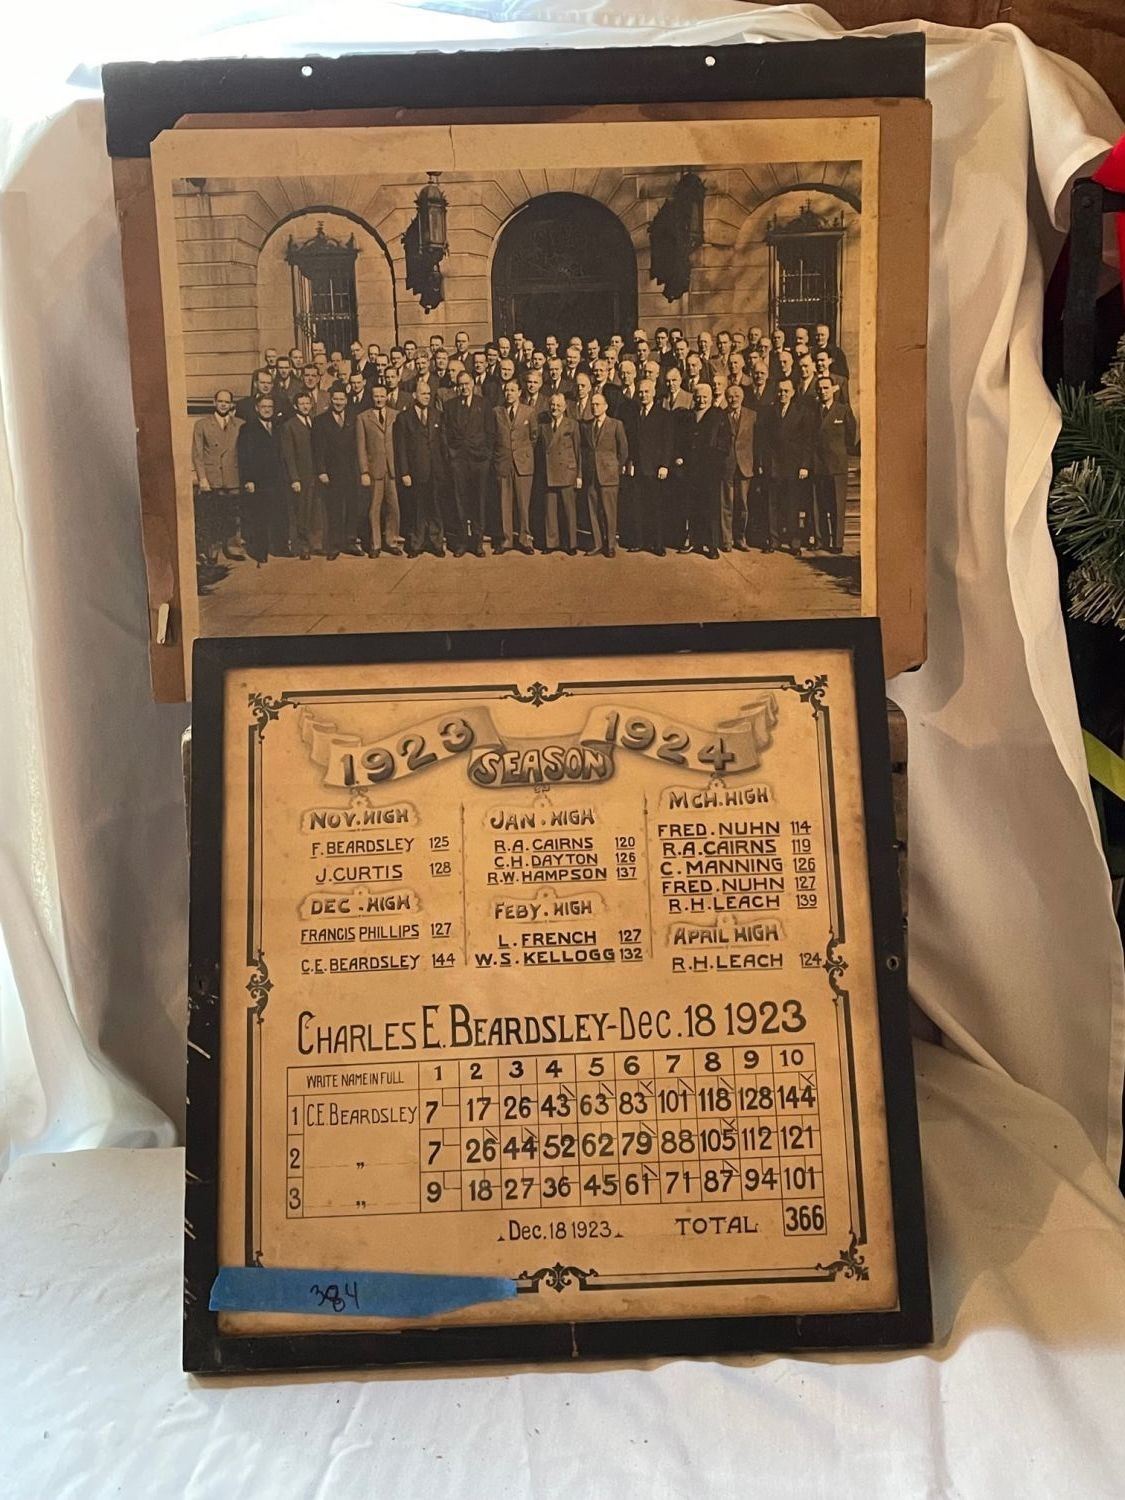 1923 SEASON 1924
NOV. HIGH
F. BEARDSLEY 125
J. CURTIS 128
DEC. HIGH
FRANCIS PHILLIPS 127
C.E. BEARDSLEY 144
JAN. HIGH
R.A. CAIRNS 120
C.H. DAYTON 126
R.W. HAMPSON 137
FEBY. HIGH
L. FRENCH 127
W.S. KELLOGG 132
MCH. HIGH
FRED. NUHN 114
R.A. CAIRNS 119
C. MANNING 126
FRED. NUHN 127
R.H. LEACH 139
APRIL HIGH
R.H. LEACH 124
CHARLES E. BEARDSLEY-DEC. 18 1923
WRITE NAME IN FULL 1 2 3 4 5 6 7 8 9 10
1 C.E. BEARDSLEY 7 17 26 43 63 83 101 118 128 144
2 " 7 26 44 52 62 79 88 105 112 121
3 " 9 18 27 36 45 61 71 87 94 101
Dec. 18 1923 TOTAL 366
384